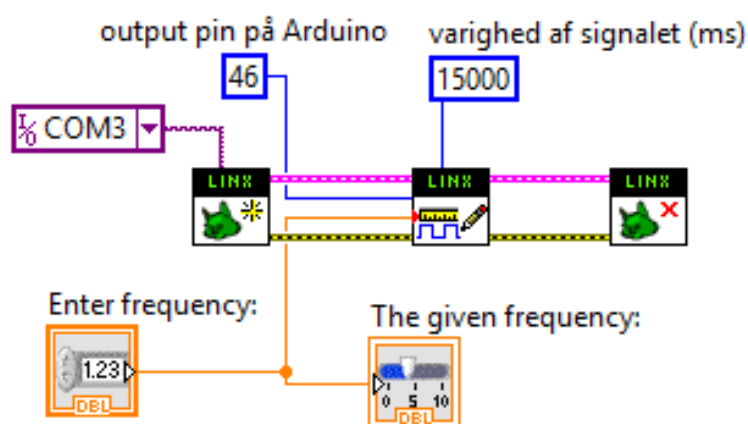 output pin på Arduino
varighed af signalet (ms)
46
15000
I/O COM3
LINX
LINX
LINX
Enter frequency:
The given frequency:
1.23
DBL
0 5 10
DBL